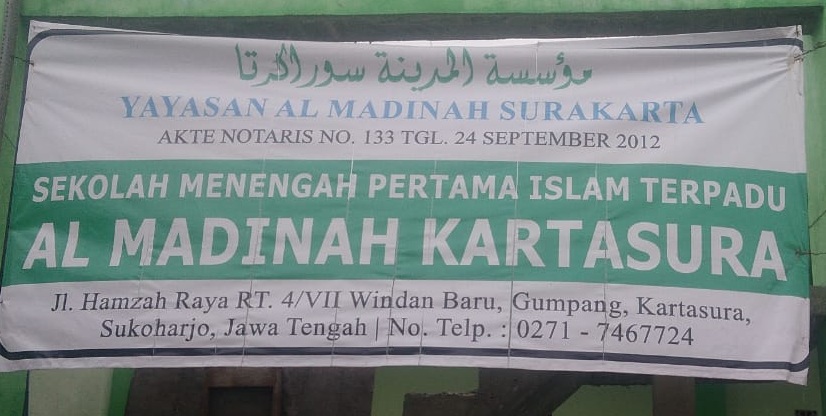 مؤسسة المدينة سوراكرتا
YAYASAN AL MADINAH SURAKARTA
AKTE NOTARIS NO. 133 TGL. 24 SEPTEMBER 2012
SEKOLAH MENENGAH PERTAMA ISLAM TERPADU
AL MADINAH KARTASURA
Jl. Hamzah Raya RT. 4/VII Windan Baru, Gumpang, Kartasura,
Sukoharjo, Jawa Tengah | No. Telp. : 0271 - 7467724